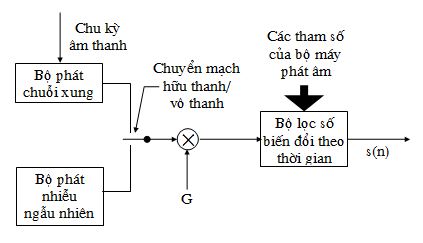 Chu kỳ
âm thanh
Bộ phát
chuỗi xung
Chuyển mạch
hữu thanh/
vô thanh
Các tham số
của bộ máy
phát âm
Bộ lọc số
biến đổi theo
thời gian
s(n)
Bộ phát
nhiễu
ngẫu nhiên
G